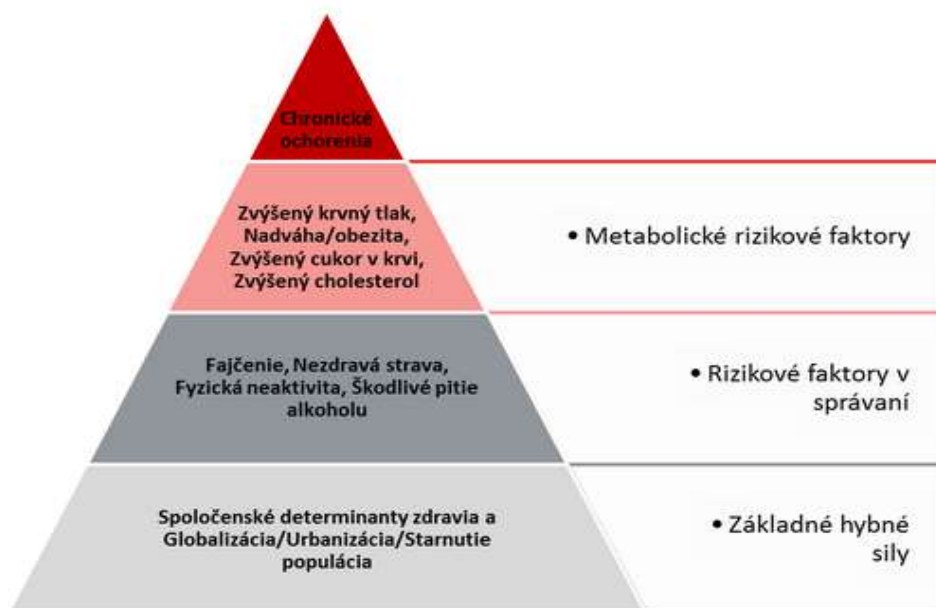 Chronické
ochorenia
Zvýšený krvný tlak,
Nadváha/obezita,
Zvýšený cukor v krvi,
Zvýšený cholesterol
• Metabolické rizikové faktory
Fajčenie, Nezdravá strava,
Fyzická neaktivita, Škodlivé pitie
alkoholu
• Rizikové faktory v
správaní
Spoločenské determinanty zdravia a
Globalizácia/Urbanizácia/Starnutie
populácia
• Základné hybné
sily